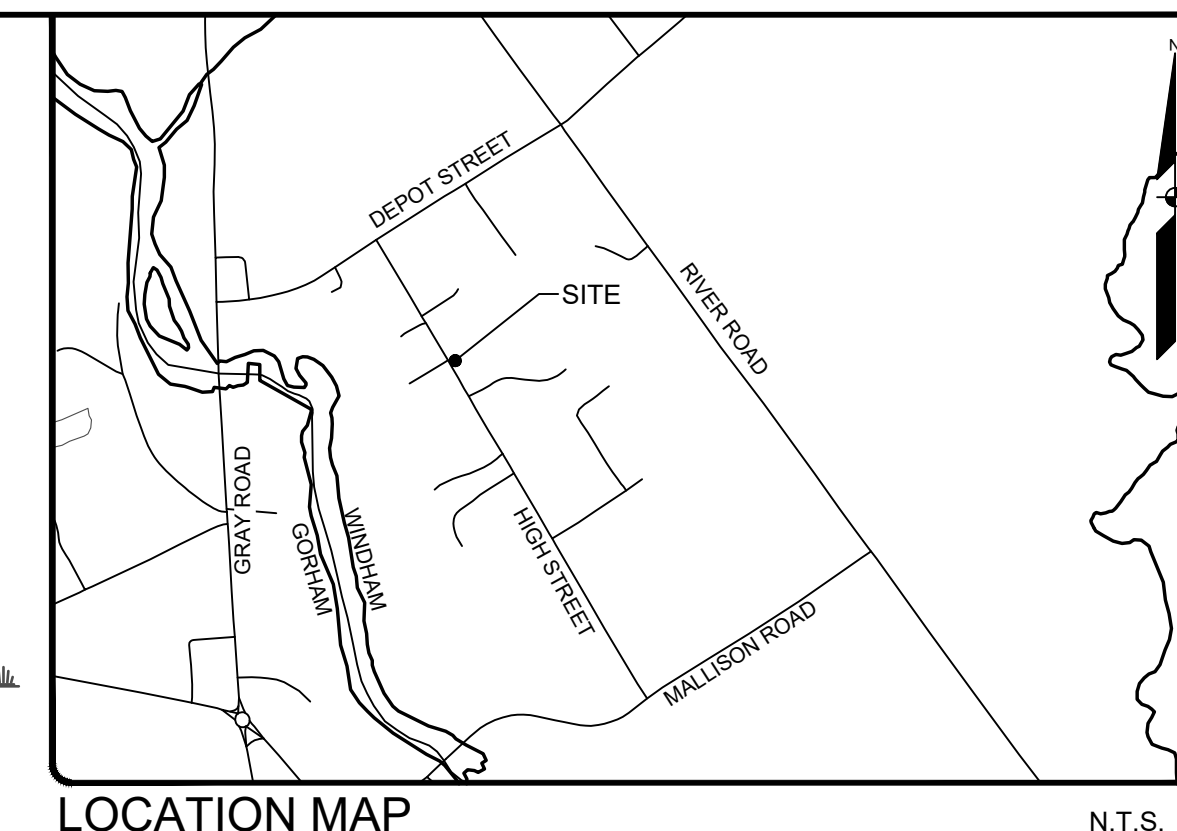 N
DEPOT STREET
RIVER ROAD
SITE
GRAY ROAD
GORHAM
WINDHAM
HIGH STREET
MALLISON ROAD
LOCATION MAP
N.T.S.